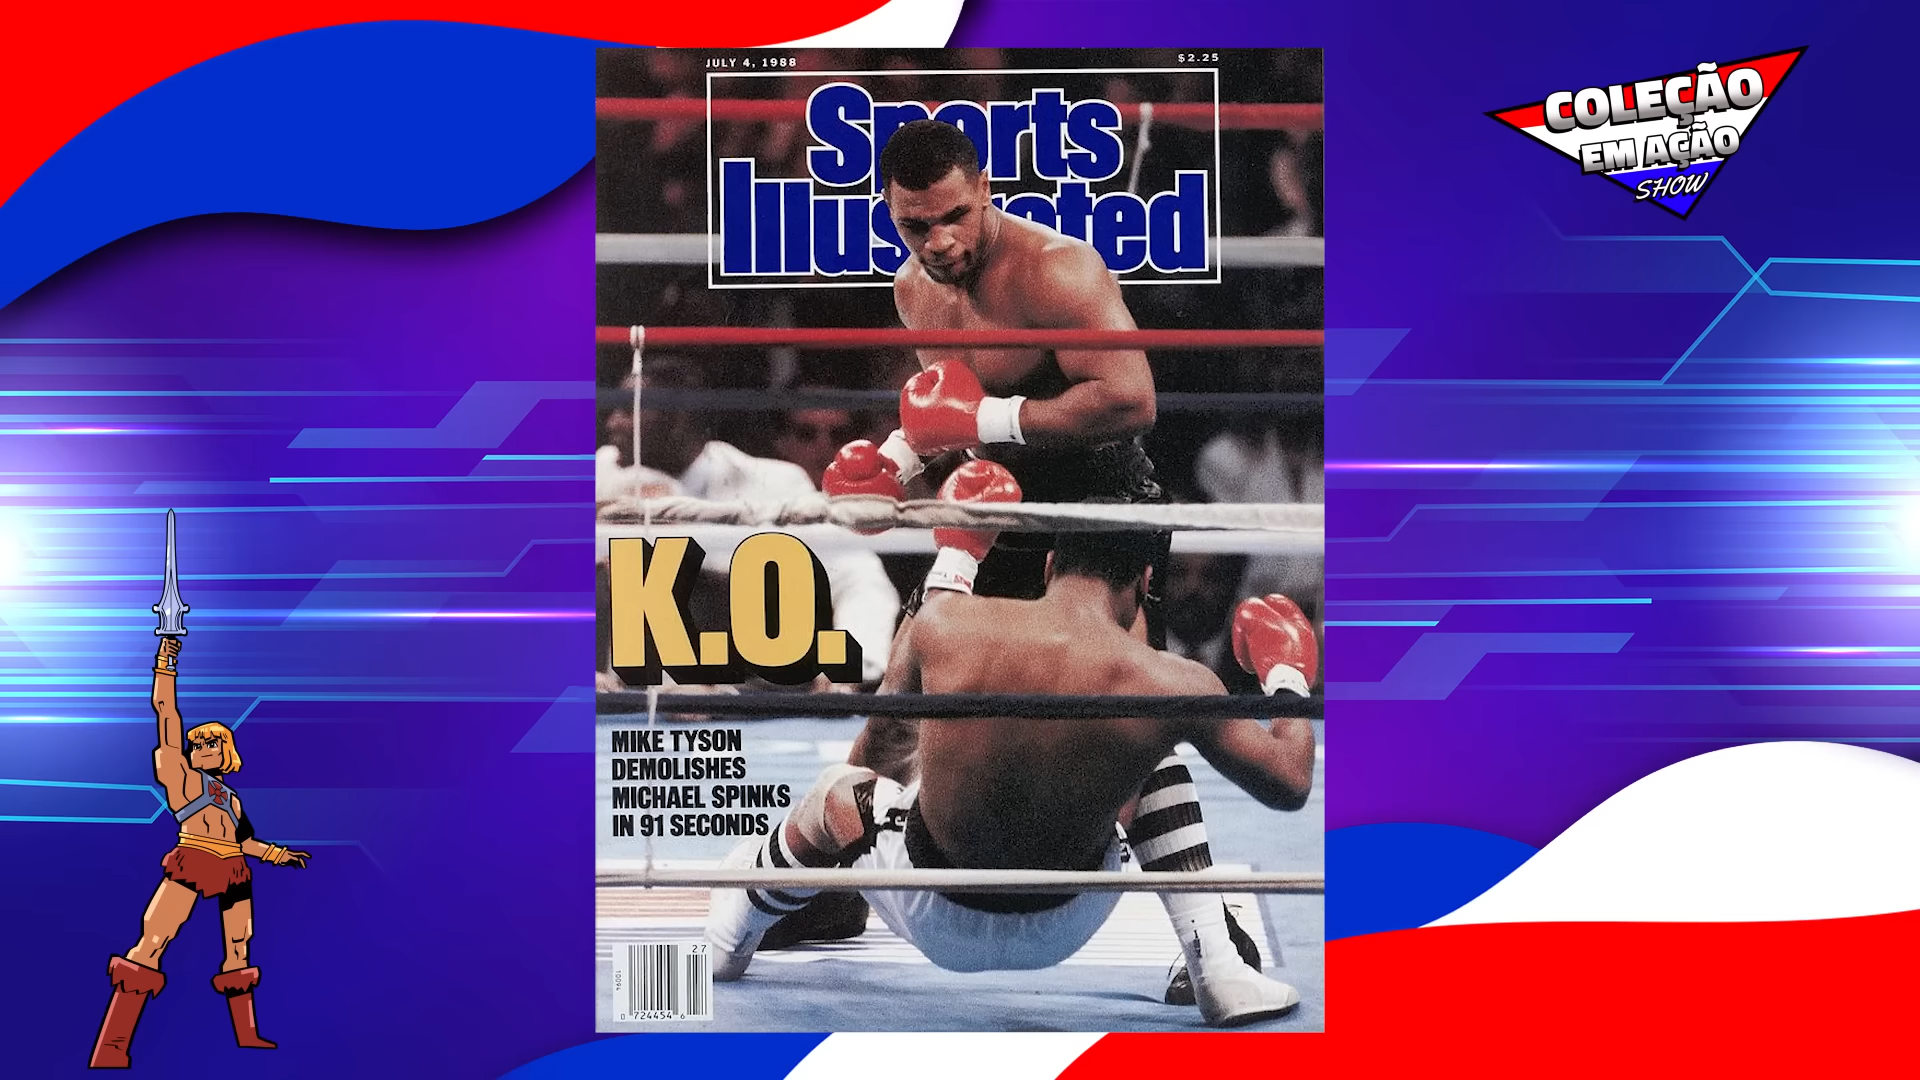 JULY 4, 1988
$2.25
Sports
Illustrated
COLEÇÃO
EM AÇÃO
SHOW
K.O.
MIKE TYSON
DEMOLISHES
MICHAEL SPINKS
IN 91 SECONDS
27
0 724454 6